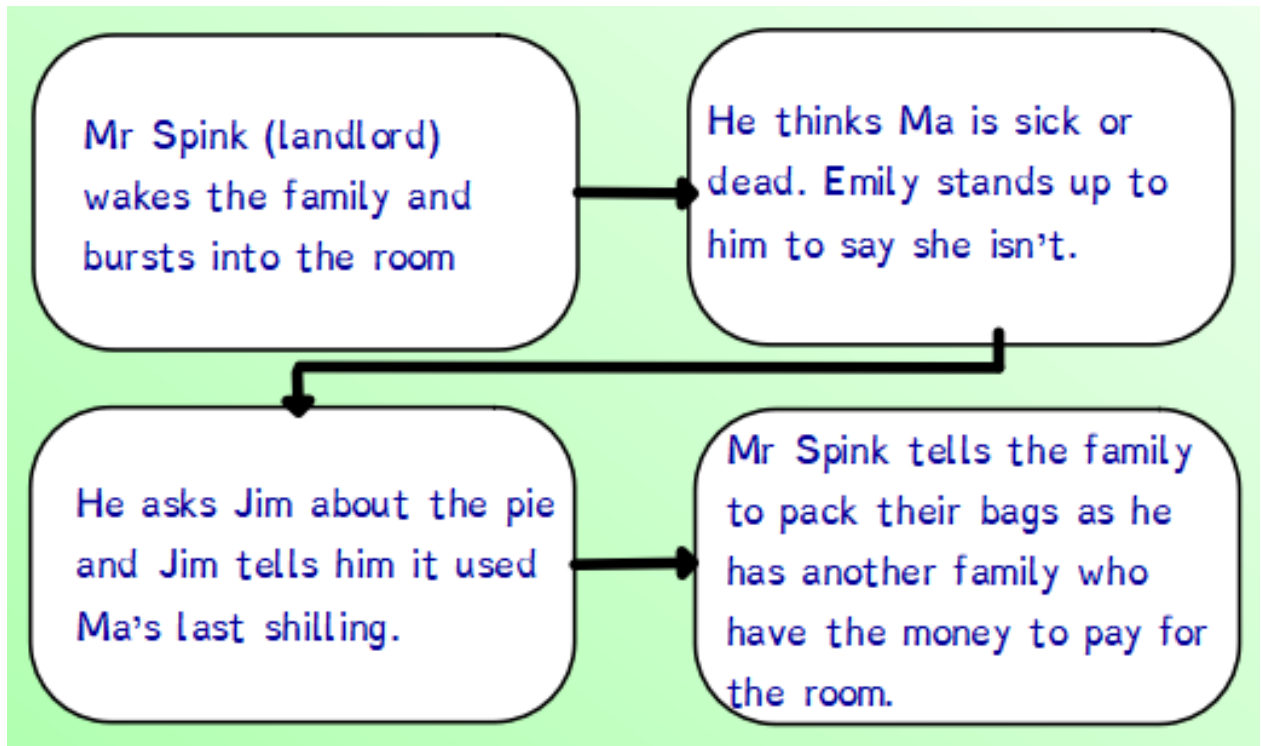 Mr Spink (landlord)
wakes the family and
bursts into the room
He thinks Ma is sick or
dead. Emily stands up to
him to say she isn't.
He asks Jim about the pie
and Jim tells him it used
Ma's last shilling.
Mr Spink tells the family
to pack their bags as he
has another family who
have the money to pay for
the room.